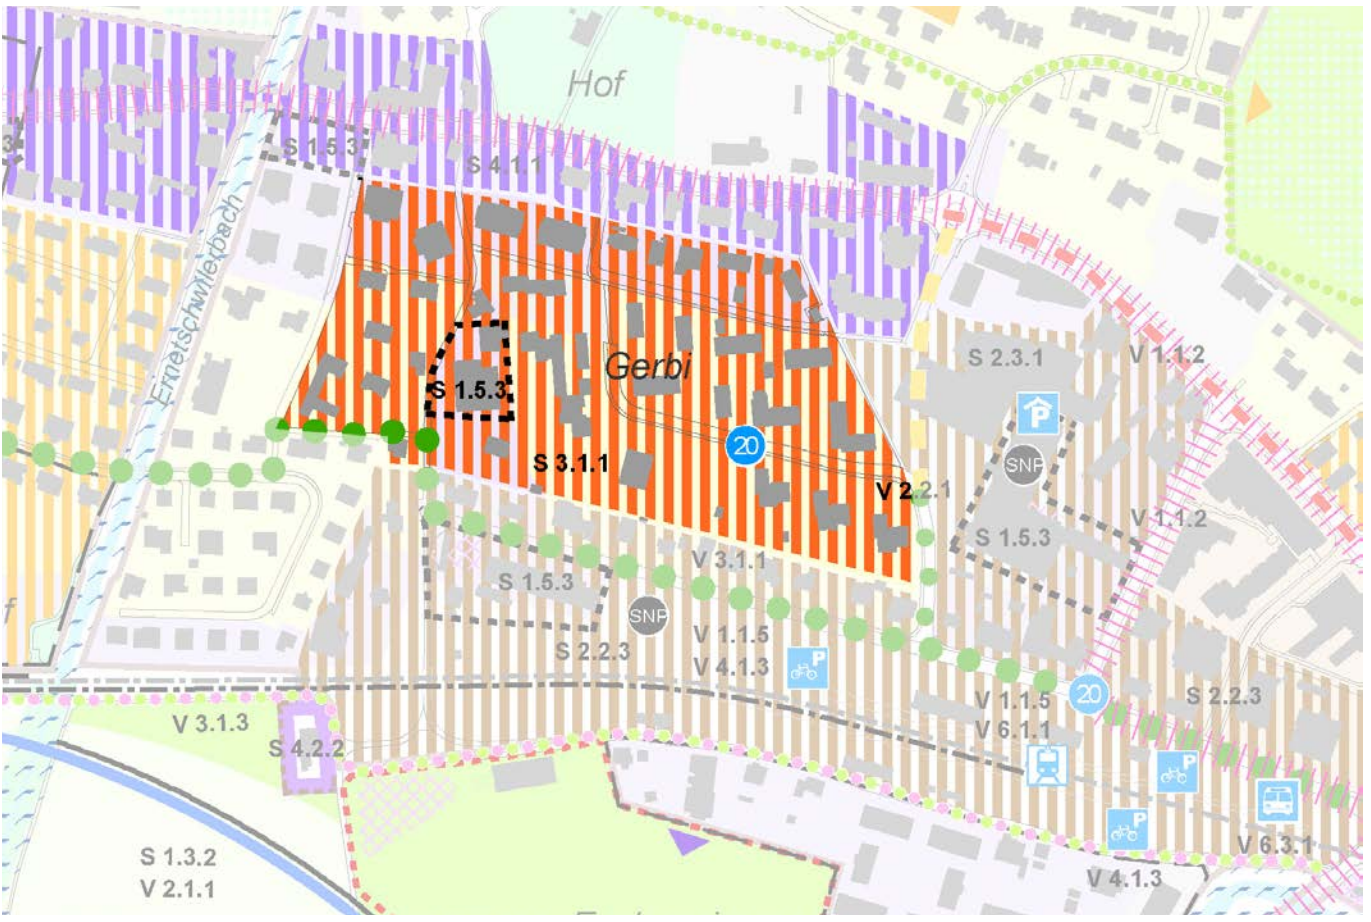 Hof
3
S 1.5.3
S 4.1.1
Ernetschwilerbach
S 2.3.1
V 1.1.2
Gerbi
S 1.5.3
P
20
SNP
S 3.1.1
V 2.2.1
V 1.1.2
S 1.5.3
V 3.1.1
S 1.5.3
f
SNP
V 1.1.5
S 2.2.3
V 4.1.3
P
20
S 2.2.3
V 1.1.5
V 3.1.3
V 6.1.1
S 4.2.2
P
P
V 6.3.1
S 1.3.2
V 4.1.3
V 2.1.1